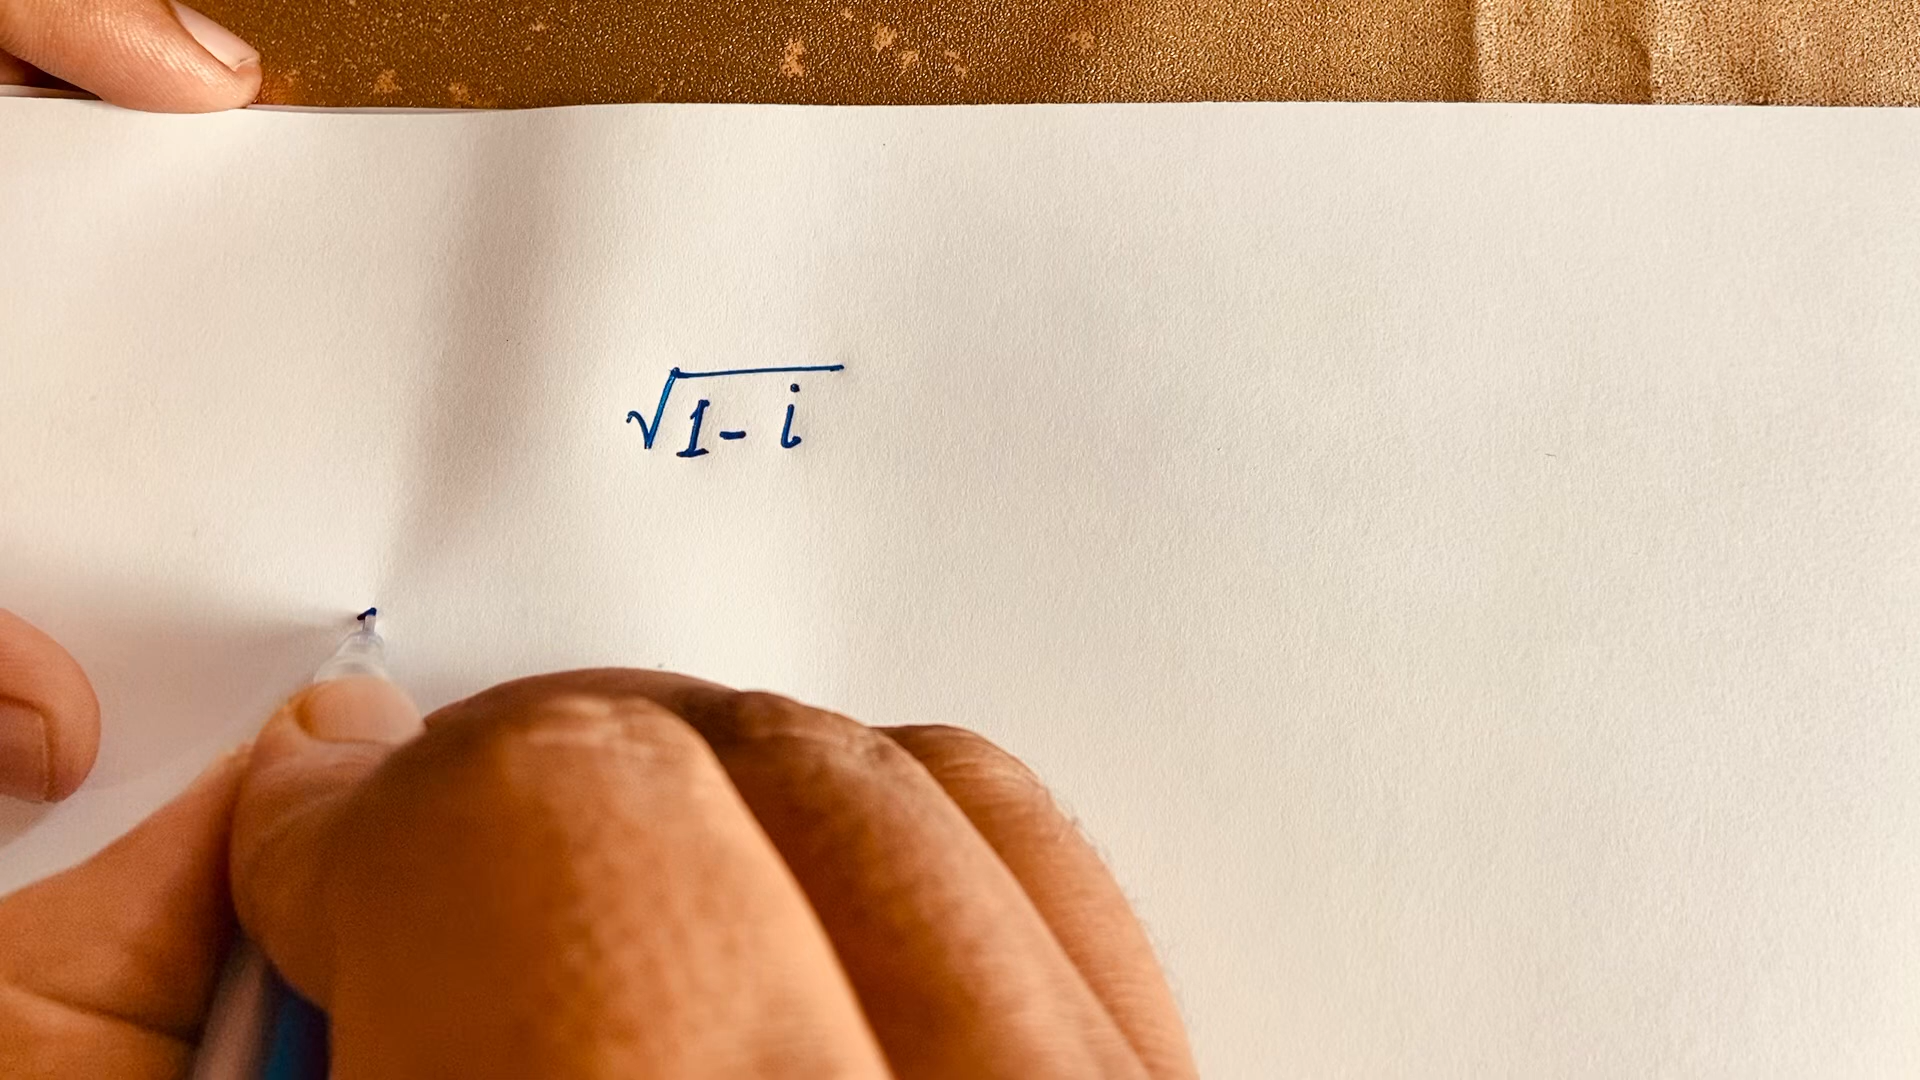 √(1- i)